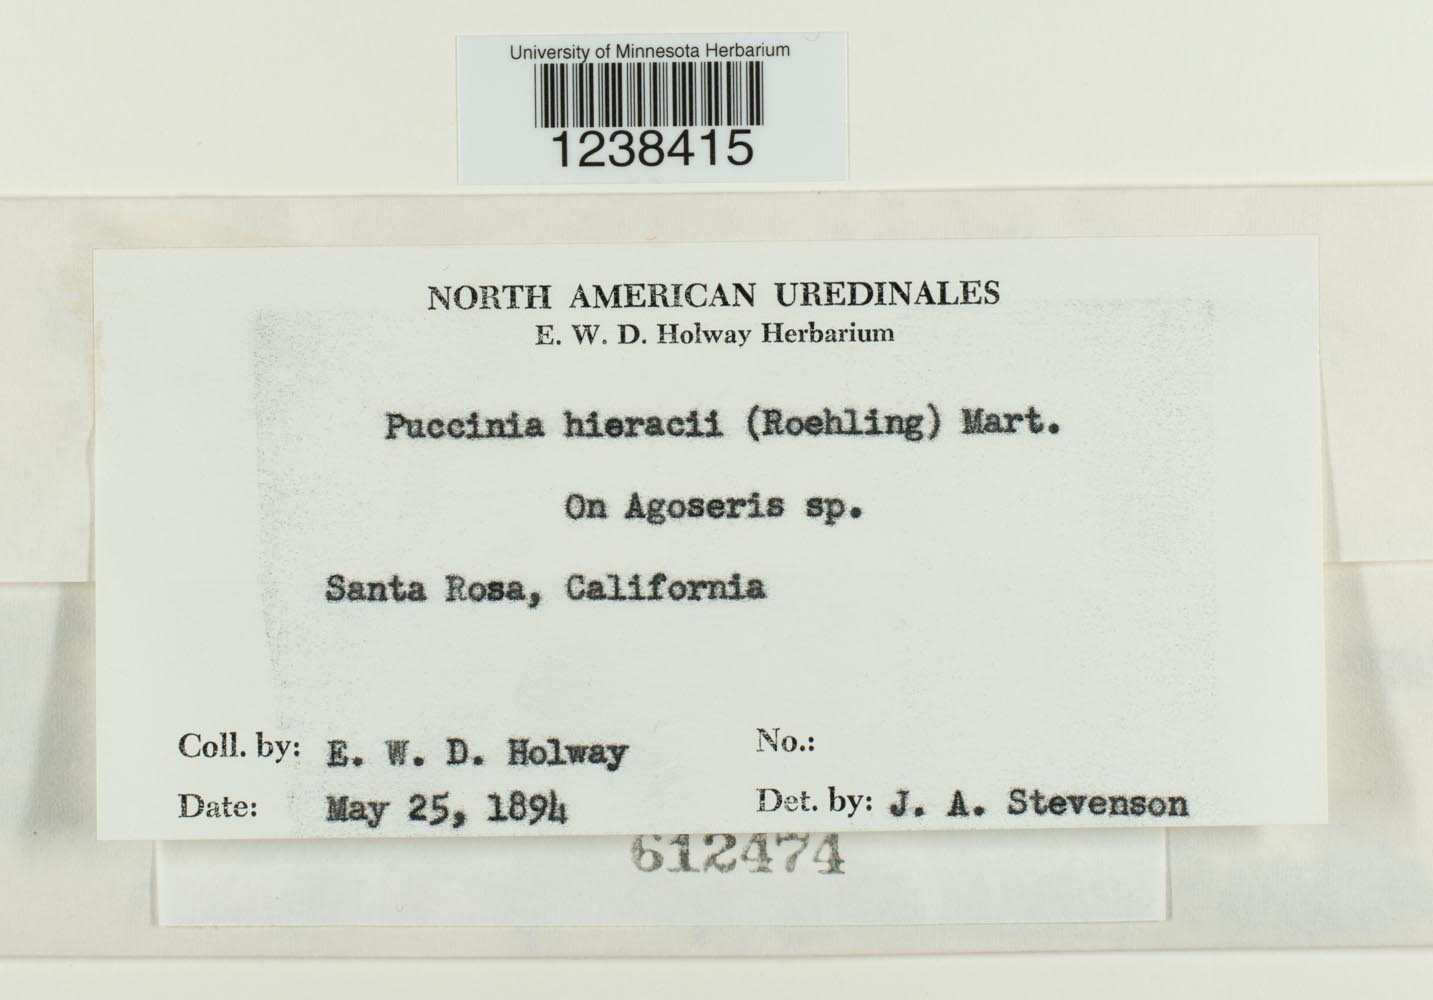 University of Minnesota Herbarium
1238415
NORTH AMERICAN UREDINALES
E. W. D. Holway Herbarium
Puccinia hieracii (Roehling) Mart.
On Agoseris sp.
Santa Rosa, California
Coll. by: E. W. D. Holway No.:
Date: May 25, 1894 Det. by: J. A. Stevenson
612474